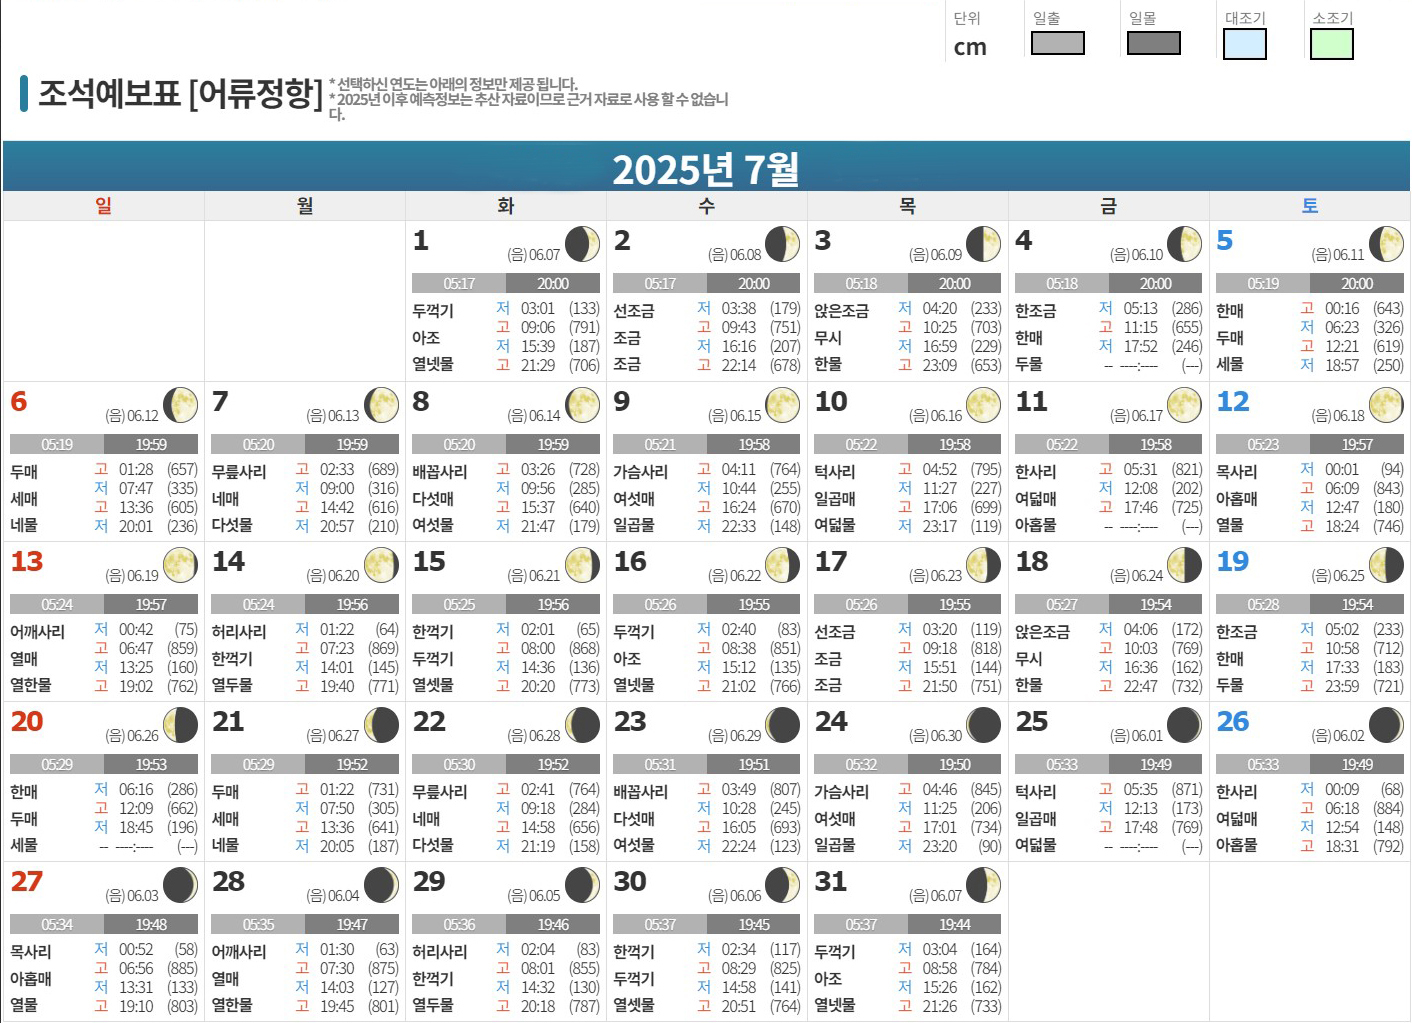 단위 일출 일몰 대조기 소조기
cm
조석예보표 [어류정항] * 선택하신 연도는 아래의 정보만 제공 됩니다.
* 2025년 이후 예측정보는 추산 자료이므로 근거 자료로 사용 할 수 없습니
다.
2025년 7월
일 월 화 수 목 금 토
1 (음) 06.07
05:17 20:00
두꺽기 저 03:01 (133)
고 09:06 (791)
아조 저 15:39 (187)
열넷물 고 21:29 (706)
2 (음) 06.08
05:17 20:00
선조금 저 03:38 (179)
고 09:43 (751)
조금 저 16:16 (207)
조금 고 22:14 (678)
3 (음) 06.09
05:18 20:00
앉은조금 저 04:20 (233)
고 10:25 (703)
무시 저 16:59 (229)
한물 고 23:09 (653)
4 (음) 06.10
05:18 20:00
한조금 저 05:13 (286)
고 11:15 (655)
한매 저 17:52 (246)
두물 -- ----:---- (---)
5 (음) 06.11
05:19 20:00
한매 고 00:16 (643)
저 06:23 (326)
두매 고 12:21 (619)
세물 저 18:57 (250)
6 (음) 06.12
05:19 19:59
두매 고 01:28 (657)
저 07:47 (335)
세매 고 13:36 (605)
네물 저 20:01 (236)
7 (음) 06.13
05:20 19:59
무릎사리 고 02:33 (689)
저 09:00 (316)
네매 고 14:42 (616)
다섯물 저 20:57 (210)
8 (음) 06.14
05:20 19:59
배꼽사리 고 03:26 (728)
저 09:56 (285)
다섯매 고 15:37 (640)
여섯물 저 21:47 (179)
9 (음) 06.15
05:21 19:58
가슴사리 고 04:11 (764)
저 10:44 (255)
여섯매 고 16:24 (670)
일곱물 저 22:33 (148)
10 (음) 06.16
05:22 19:58
턱사리 고 04:52 (795)
저 11:27 (227)
일곱매 고 17:06 (699)
여덟물 저 23:17 (119)
11 (음) 06.17
05:22 19:58
한사리 고 05:31 (821)
저 12:08 (202)
여덟매 고 17:46 (725)
아홉물 -- ----:---- (---)
12 (음) 06.18
05:23 19:57
목사리 저 00:01 (94)
고 06:09 (843)
아홉매 저 12:47 (180)
열물 고 18:24 (746)
13 (음) 06.19
05:24 19:57
어깨사리 저 00:42 (75)
고 06:47 (859)
열매 저 13:25 (160)
열한물 고 19:02 (762)
14 (음) 06.20
05:24 19:56
허리사리 저 01:22 (64)
고 07:23 (869)
한꺽기 저 14:01 (145)
열두물 고 19:40 (771)
15 (음) 06.21
05:25 19:56
한꺽기 저 02:01 (65)
고 08:00 (868)
두꺽기 저 14:36 (136)
열셋물 고 20:20 (773)
16 (음) 06.22
05:26 19:55
두꺽기 저 02:40 (83)
고 08:38 (851)
아조 저 15:12 (135)
열넷물 고 21:02 (766)
17 (음) 06.23
05:26 19:55
선조금 저 03:20 (119)
고 09:18 (818)
조금 저 15:51 (144)
조금 고 21:50 (751)
18 (음) 06.24
05:27 19:54
앉은조금 저 04:06 (172)
고 10:03 (769)
무시 저 16:36 (162)
한물 고 22:47 (732)
19 (음) 06.25
05:28 19:54
한조금 저 05:02 (233)
고 10:58 (712)
한매 저 17:33 (183)
두물 고 23:59 (721)
20 (음) 06.26
05:29 19:53
한매 저 06:16 (286)
고 12:09 (662)
두매 저 18:45 (196)
세물 -- ----:---- (---)
21 (음) 06.27
05:29 19:52
두매 고 01:22 (731)
저 07:50 (305)
세매 고 13:36 (641)
네물 저 20:05 (187)
22 (음) 06.28
05:30 19:52
무릎사리 고 02:41 (764)
저 09:18 (284)
네매 고 14:58 (656)
다섯물 저 21:19 (158)
23 (음) 06.29
05:31 19:51
배꼽사리 고 03:49 (807)
저 10:28 (245)
다섯매 고 16:05 (693)
여섯물 저 22:24 (123)
24 (음) 06.30
05:32 19:50
가슴사리 고 04:46 (845)
저 11:25 (206)
여섯매 고 17:01 (734)
일곱물 저 23:20 (90)
25 (음) 06.01
05:33 19:49
턱사리 고 05:35 (871)
저 12:13 (173)
일곱매 고 17:48 (769)
여덟물 -- ----:---- (---)
26 (음) 06.02
05:33 19:49
한사리 저 00:09 (68)
고 06:18 (884)
여덟매 저 12:54 (148)
아홉물 고 18:31 (792)
27 (음) 06.03
05:34 19:48
목사리 저 00:52 (58)
고 06:56 (885)
아홉매 저 13:31 (133)
열물 고 19:10 (803)
28 (음) 06.04
05:35 19:47
어깨사리 저 01:30 (63)
고 07:30 (875)
열매 저 14:03 (127)
열한물 고 19:45 (801)
29 (음) 06.05
05:36 19:46
허리사리 저 02:04 (83)
고 08:01 (855)
한꺽기 저 14:32 (130)
열두물 고 20:18 (787)
30 (음) 06.06
05:37 19:45
한꺽기 저 02:34 (117)
고 08:29 (825)
두꺽기 저 14:58 (141)
열셋물 고 20:51 (764)
31 (음) 06.07
05:37 19:44
두꺽기 저 03:04 (164)
고 08:58 (784)
아조 저 15:26 (162)
열넷물 고 21:26 (733)